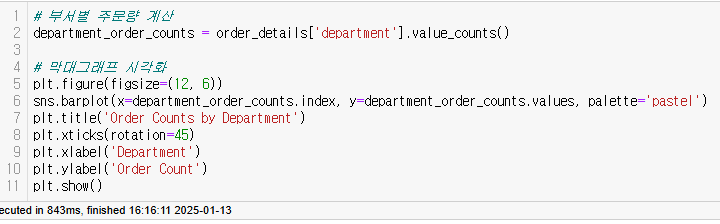 1 # 부서별 주문량 계산
2 department_order_counts = order_details['department'].value_counts()
3
4 # 막대그래프 시각화
5 plt.figure(figsize=(12, 6))
6 sns.barplot(x=department_order_counts.index, y=department_order_counts.values, palette='pastel')
7 plt.title('Order Counts by Department')
8 plt.xticks(rotation=45)
9 plt.xlabel('Department')
10 plt.ylabel('Order Count')
11 plt.show()
ecuted in 843ms, finished 16:16:11 2025-01-13